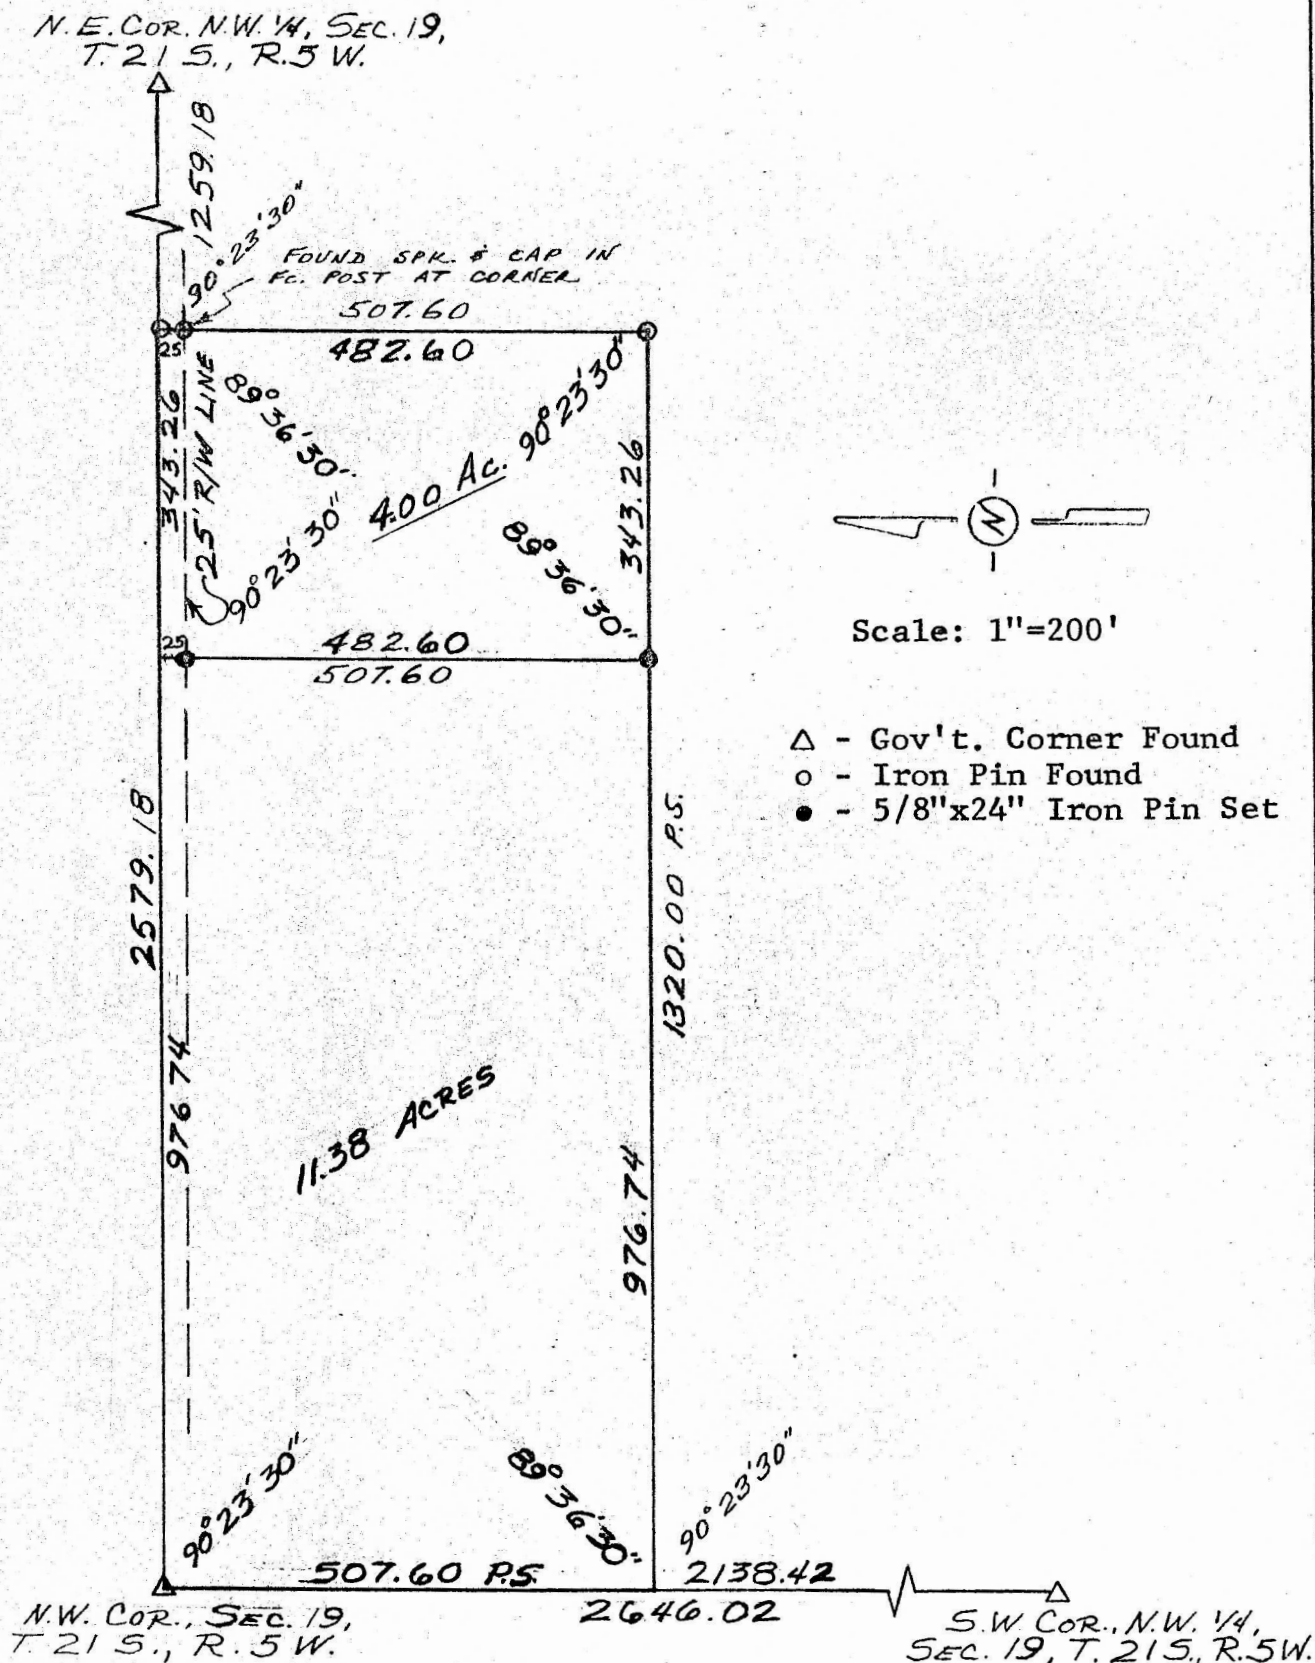 N.E. COR. N.W. 1/4, SEC. 19,
T. 21 S., R. 5 W.
1259.18
90°23'30"
FOUND SPK. & CAP IN
FC. POST AT CORNER
507.60
25
482.60
343.26
25' R/W LINE
89°36'30"
4.00 Ac.
90°23'30"
343.26
90°23'30"
89°36'30"
N
Scale: 1"=200'
25
482.60
507.60
△ - Gov't. Corner Found
○ - Iron Pin Found
● - 5/8"x24" Iron Pin Set
2579.18
1320.00 P.S.
976.74
11.38 ACRES
976.74
90°23'30"
89°36'30"
90°23'30"
507.60 P.S.
2138.42
2646.02
N.W. COR., SEC. 19,
T. 21 S., R. 5 W.
S.W COR., N.W. 1/4,
SEC. 19, T. 21 S., R. 5 W.